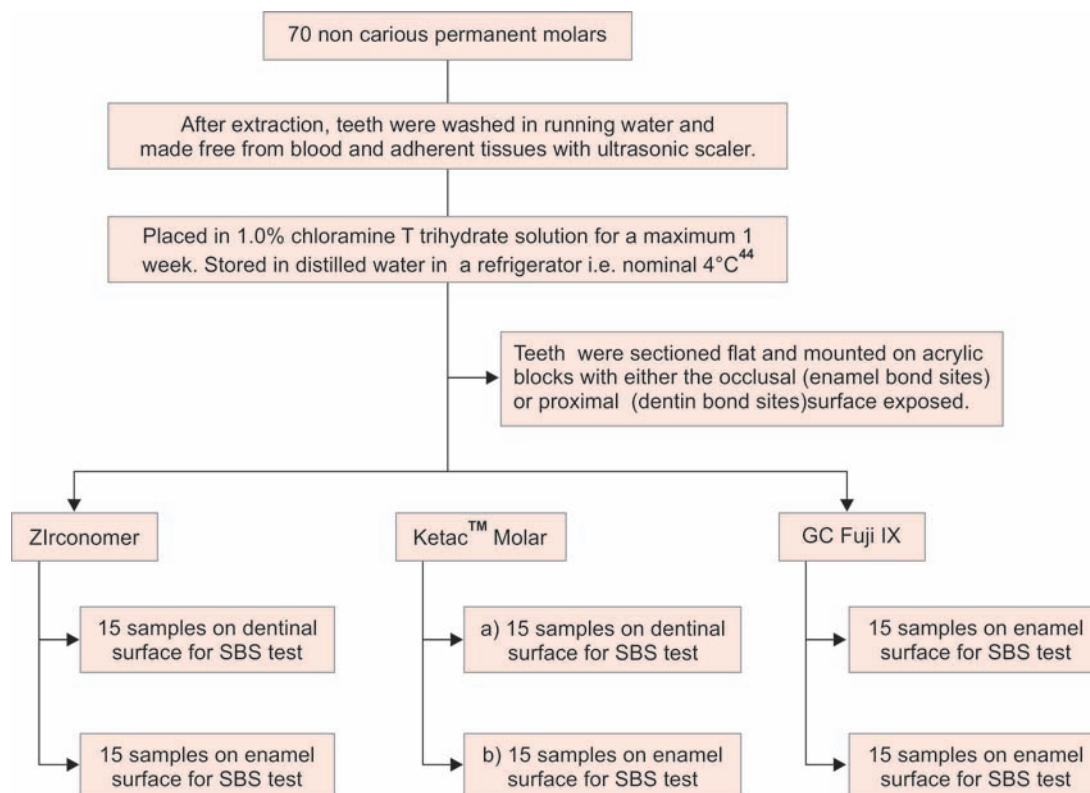 70 non carious permanent molars
After extraction, teeth were washed in running water and
made free from blood and adherent tissues with ultrasonic scaler.
Placed in 1.0% chloramine T trihydrate solution for a maximum 1
week. Stored in distilled water in a refrigerator i.e. nominal 4°C44
Teeth were sectioned flat and mounted on acrylic
blocks with either the occlusal (enamel bond sites)
or proximal (dentin bond sites)surface exposed.
ZIrconomer
Ketac™ Molar
GC Fuji IX
15 samples on dentinal
surface for SBS test
a) 15 samples on dentinal
surface for SBS test
15 samples on enamel
surface for SBS test
15 samples on enamel
surface for SBS test
b) 15 samples on enamel
surface for SBS test
15 samples on enamel
surface for SBS test